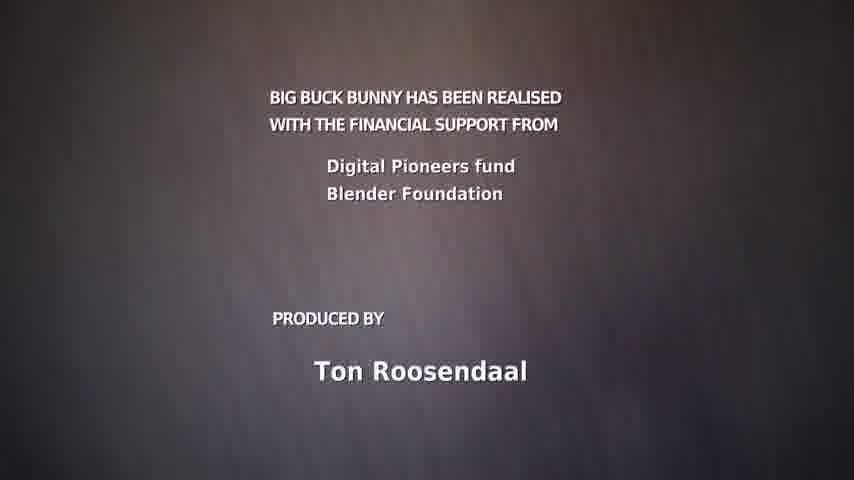 BIG BUCK BUNNY HAS BEEN REALISED
WITH THE FINANCIAL SUPPORT FROM
Digital Pioneers fund
Blender Foundation
PRODUCED BY
Ton Roosendaal